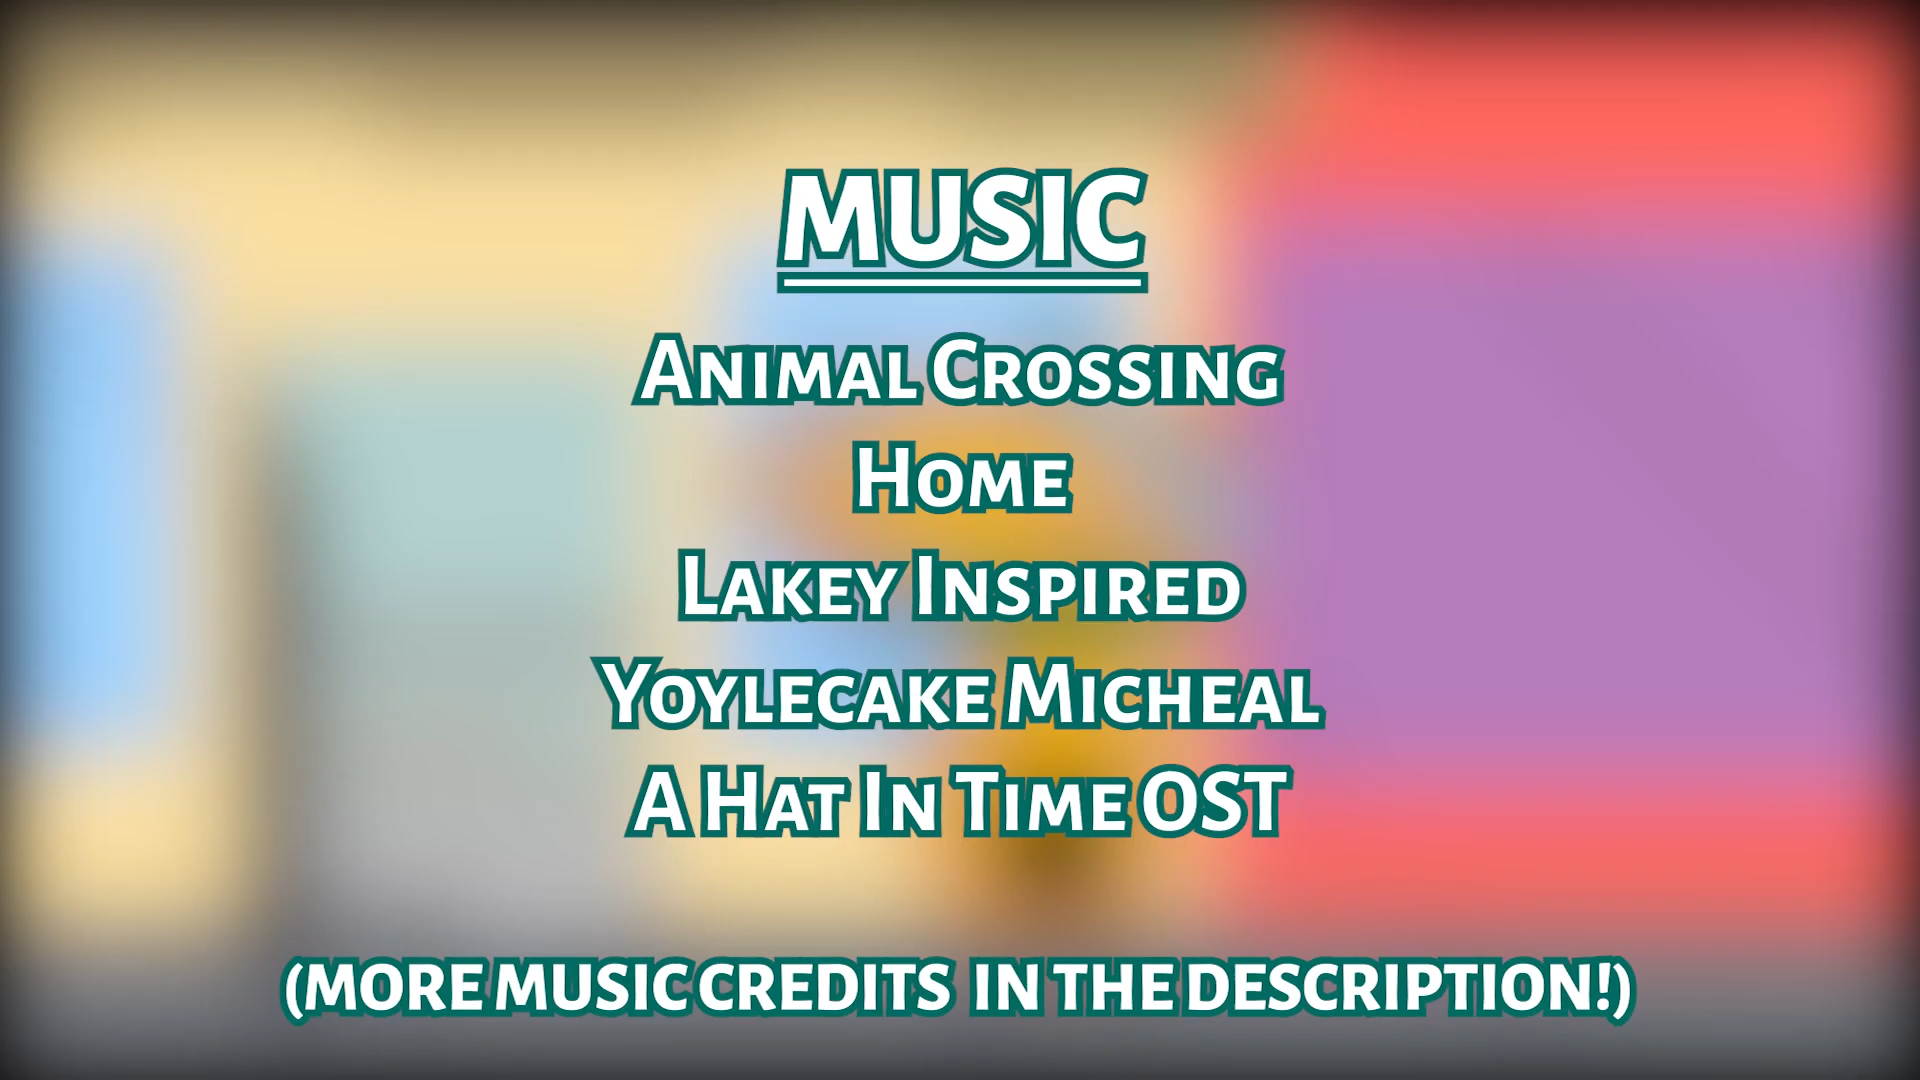 MUSIC
Animal Crossing
Home
Lakey Inspired
Yoylecake Micheal
A Hat In Time OST
(MORE MUSIC CREDITS IN THE DESCRIPTION!)